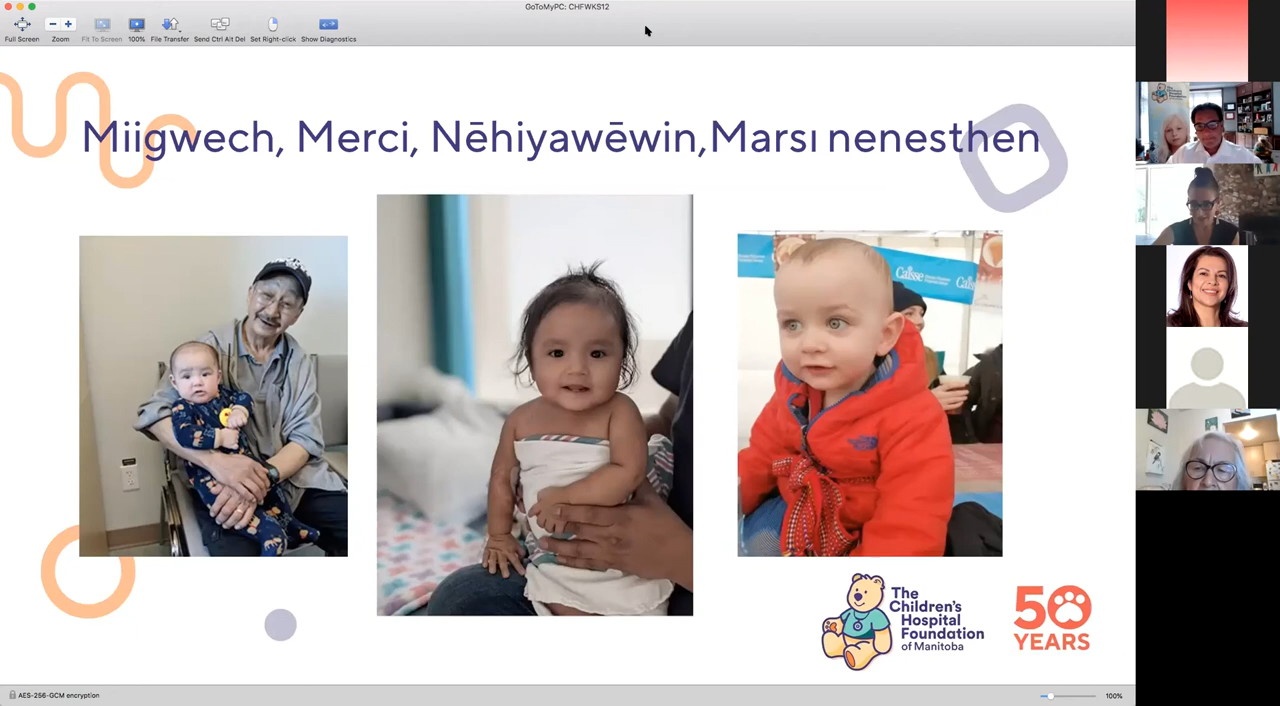 GoToMyPC: CHFWKS12
Full Screen
Zoom
Fit To Screen
100%
File Transfer
Send Ctrl Alt Del
Set Right-click
Show Diagnostics
Miigwech, Merci, Nēhiyawēwin,Marsı nenesthen
Caisse
The
Children's
Hospital
Foundation
of Manitoba
50
YEARS
AES-256-GCM encryption
100%